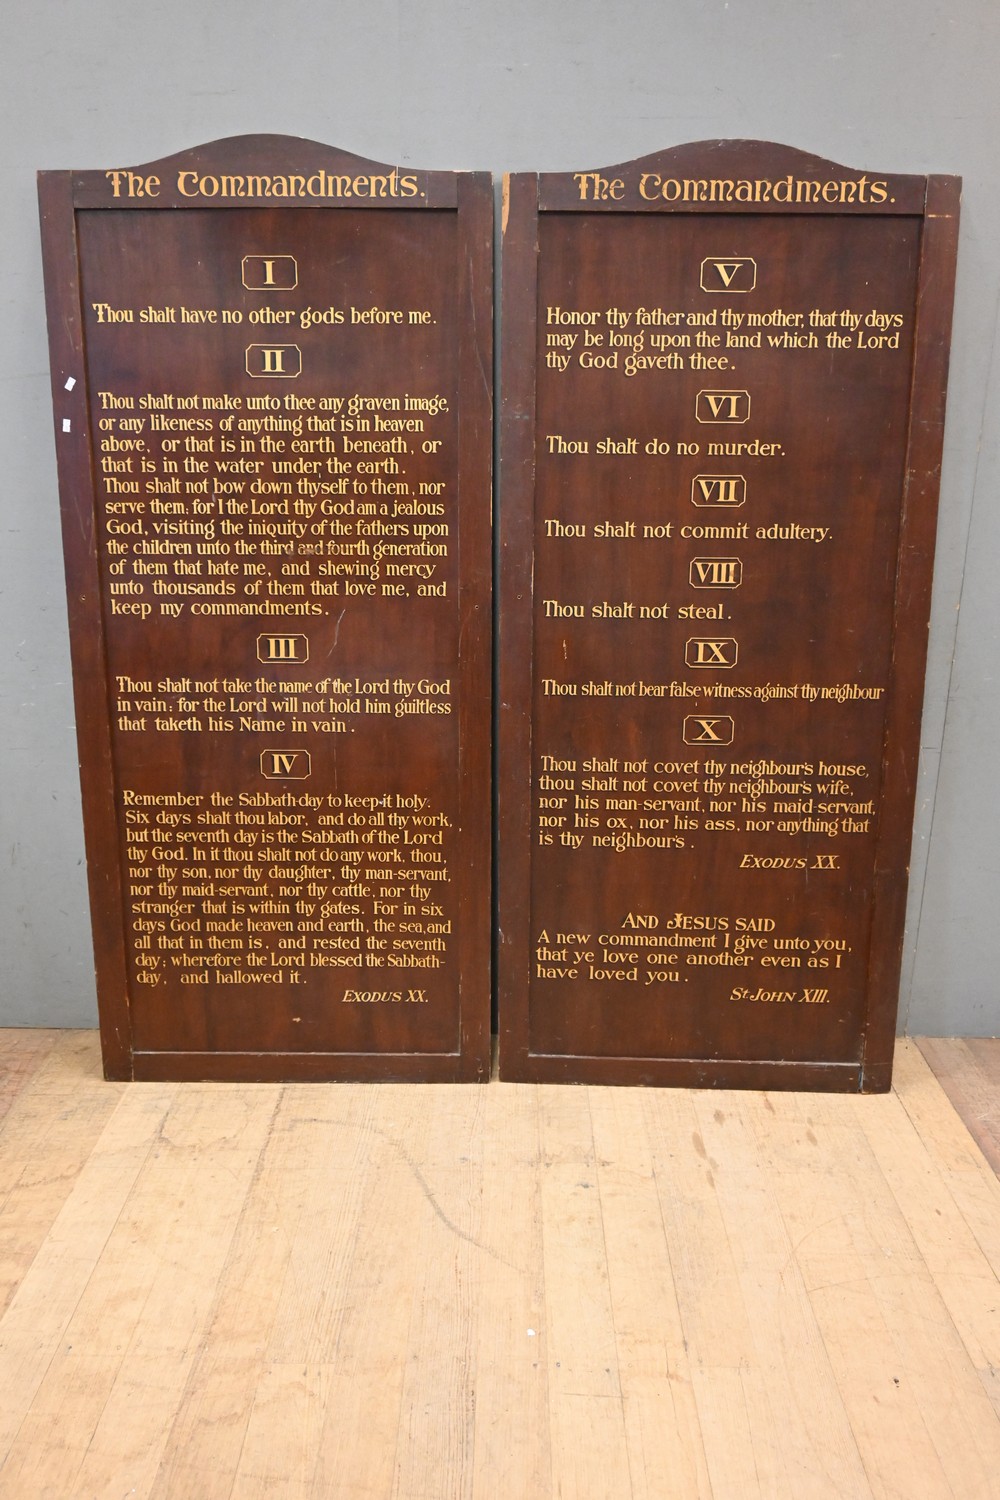 The Commandments.
I
Thou shalt have no other gods before me.
II
Thou shalt not make unto thee any graven image,
or any likeness of anything that is in heaven
above, or that is in the earth beneath, or
that is in the water under the earth.
Thou shalt not bow down thyself to them, nor
serve them: for I the Lord thy God am a jealous
God, visiting the iniquity of the fathers upon
the children unto the third and fourth generation
of them that hate me, and shewing mercy
unto thousands of them that love me, and
keep my commandments.
III
Thou shalt not take the name of the Lord thy God
in vain: for the Lord will not hold him guiltless
that taketh his Name in vain.
IV
Remember the Sabbath-day to keep it holy.
Six days shalt thou labor, and do all thy work,
but the seventh day is the Sabbath of the Lord
thy God. In it thou shalt not do any work, thou,
nor thy son, nor thy daughter, thy man-servant,
nor thy maid-servant, nor thy cattle, nor thy
stranger that is within thy gates. For in six
days God made heaven and earth, the sea, and
all that in them is, and rested the seventh
day; wherefore the Lord blessed the Sabbath-
day, and hallowed it.
EXODUS XX.
The Commandments.
V
Honor thy father and thy mother, that thy days
may be long upon the land which the Lord
thy God gaveth thee.
VI
Thou shalt do no murder.
VII
Thou shalt not commit adultery.
VIII
Thou shalt not steal.
IX
Thou shalt not bear false witness against thy neighbour
X
Thou shalt not covet thy neighbour's house,
thou shalt not covet thy neighbour's wife,
nor his man-servant, nor his maid-servant,
nor his ox, nor his ass, nor anything that
is thy neighbour's.
EXODUS XX.
AND JESUS SAID
A new commandment I give unto you,
that ye love one another even as I
have loved you.
St JOHN XIII.